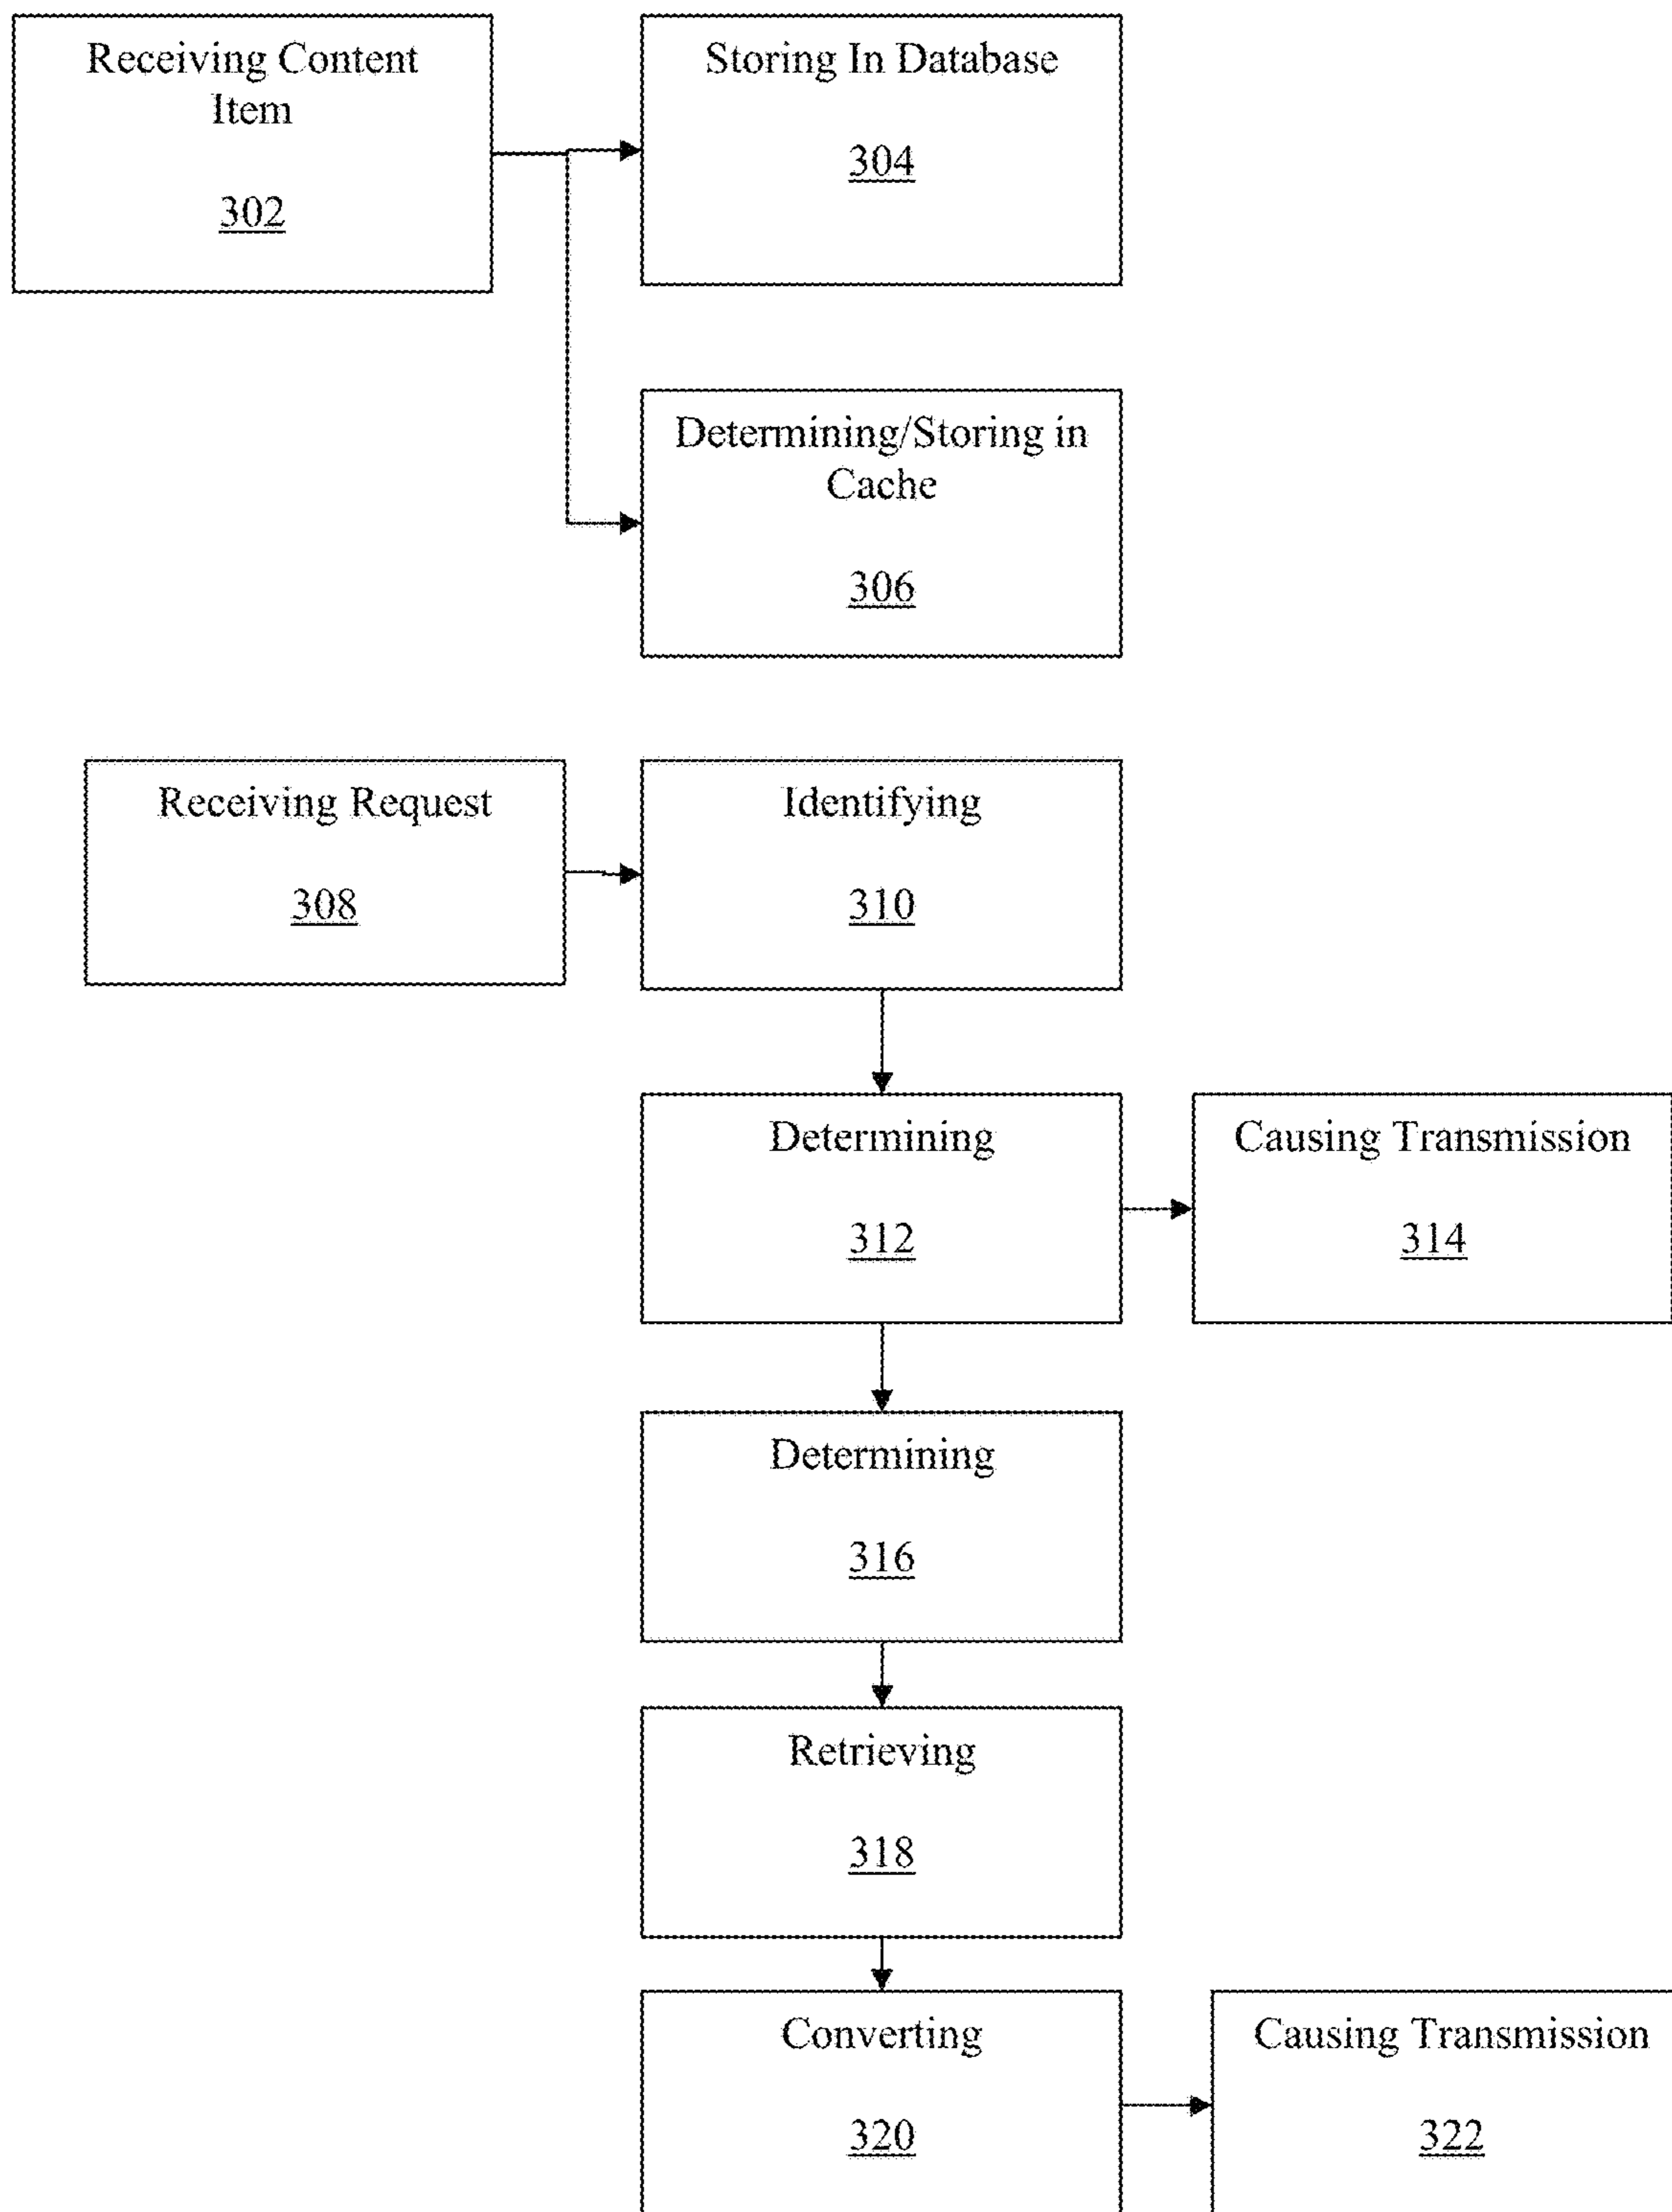 Receiving Content
Item
302
Storing In Database
304
Determining/Storing in
Cache
306
Receiving Request
308
Identifying
310
Determining
312
Causing Transmission
314
Determining
316
Retrieving
318
Converting
320
Causing Transmission
322